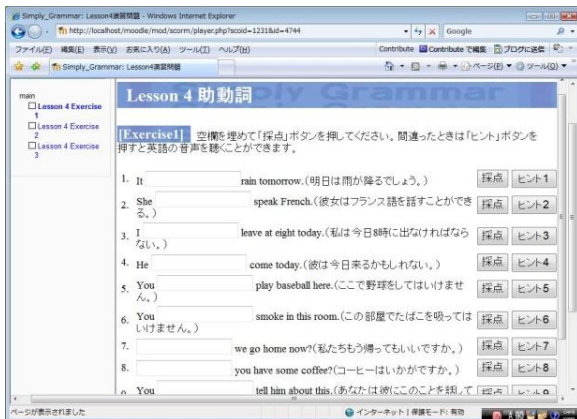 Simply_Grammar: Lesson4演習問題 - Windows Internet Explorer
http://localhost/moodle/mod/scorm/player.php?scoid=1231&id=4744
Google
ファイル(F) 編集(E) 表示(V) お気に入り(A) ツール(T) ヘルプ(H)
Contribute Contribute で編集 ブログに送信
Simply_Grammar: Lesson4演習問題
ページ(P) ツール(O)
main
Lesson 4 Exercise
1
Lesson 4 Exercise
2
Lesson 4 Exercise
3
Lesson 4 助動詞
[Exercise1] 空欄を埋めて「採点」ボタンを押してください。間違ったときは「ヒント」ボタンを
押すと英語の音声を聴くことができます。
1. It rain tomorrow.(明日は雨が降るでしょう。) 採点 ヒント1
2. She speak French.(彼女はフランス語を話すことができ
る。) 採点 ヒント2
3. I leave at eight today.(私は今日8時に出なければなら
ない。) 採点 ヒント3
4. He come today.(彼は今日来るかもしれない。) 採点 ヒント4
5. You play baseball here.(ここで野球をしてはいけませ
ん。) 採点 ヒント5
6. You smoke in this room.(この部屋でたばこを吸っては
いけません。) 採点 ヒント6
7. we go home now?(私たちもう帰ってもいいですか。) 採点 ヒント7
8. you have some coffee?(コーヒーはいかがですか。) 採点 ヒント8
9 You tell him about this.(あなたは彼にこのことを話して 採点 ヒント9
ページが表示されました
インターネット | 保護モード: 有効